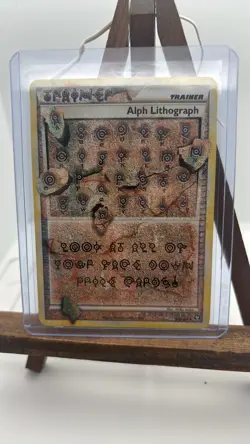 TRAINER
TRAINER
Alph Lithograph
LOOK AT ALL OF
YOUR FACE DOWN
PRIZE CARDS!